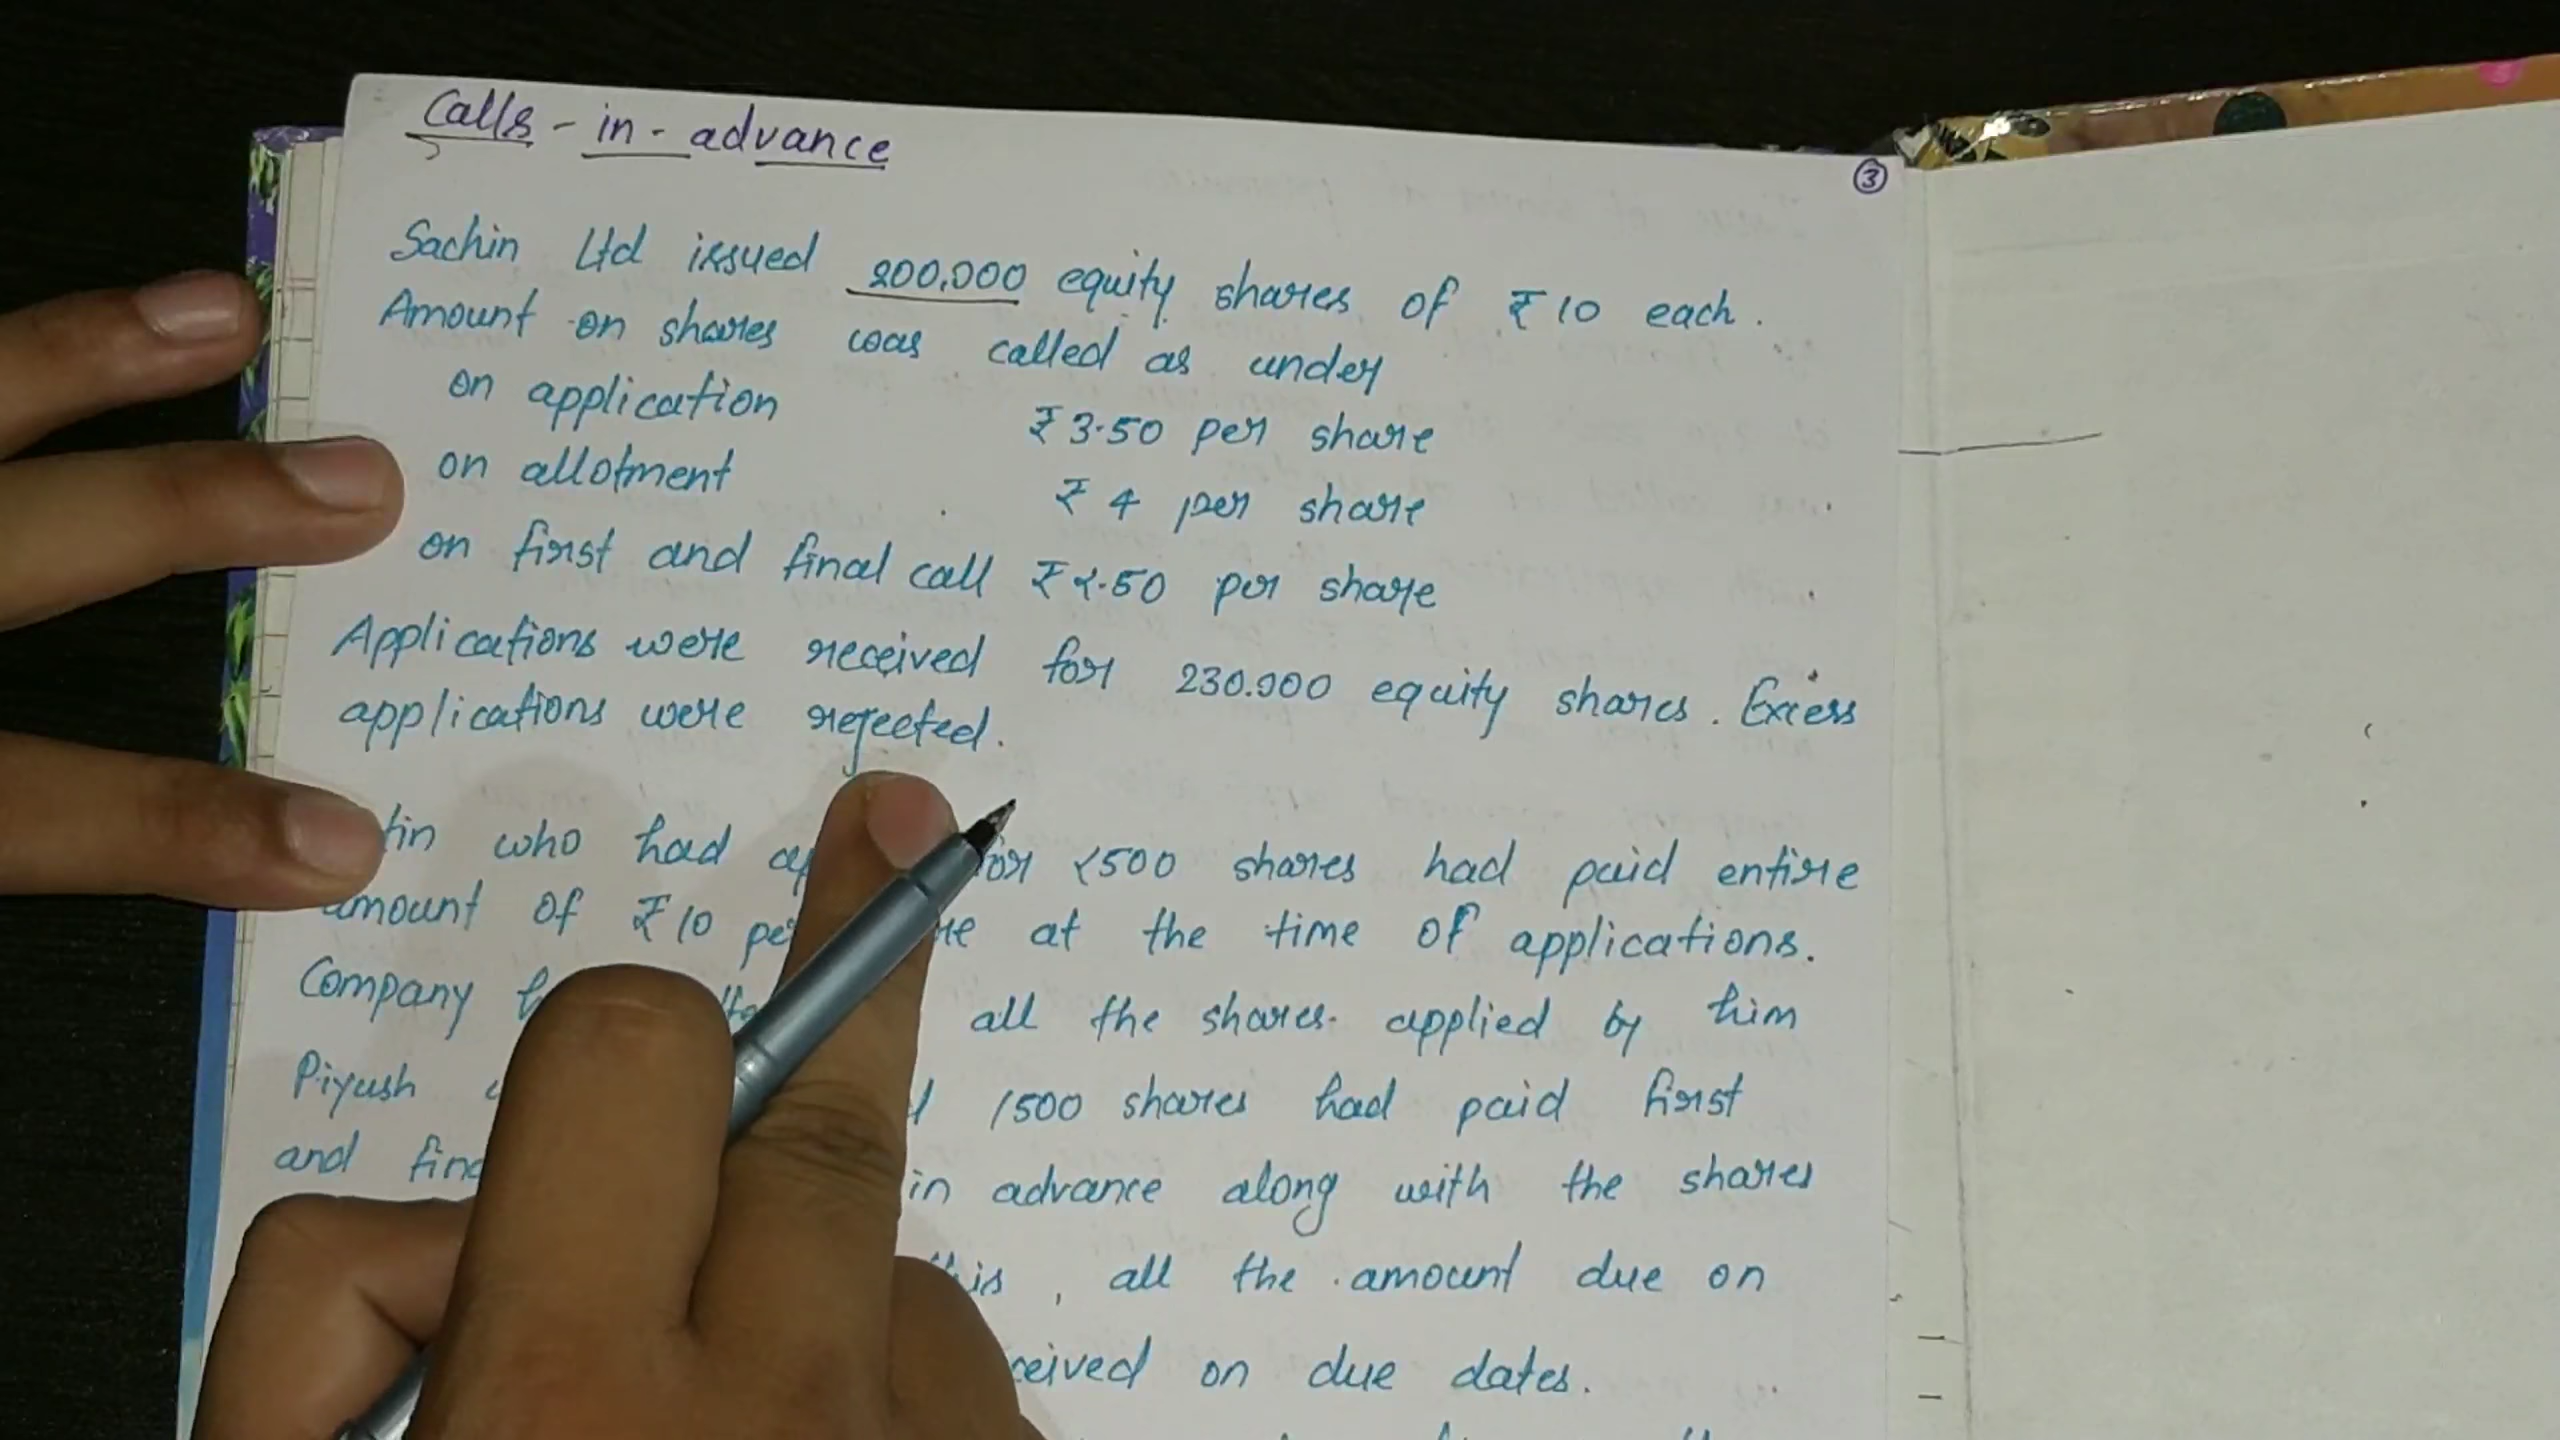 Calls - in - advance
3
Sachin Ltd issued 200,000 equity shares of ₹10 each.
Amount on shares was called as under
on application ₹3.50 per share
on allotment ₹4 per share
on first and final call ₹2.50 per share
Applications were received for 230,000 equity shares. Excess
applications were rejected.
who had for 2500 shares had paid entire
amount of ₹10 at the time of applications.
Company all the shares applied by him
Piyush 1500 shares had paid first
and in advance along with the shares
this, all the amount due on
on due dates.